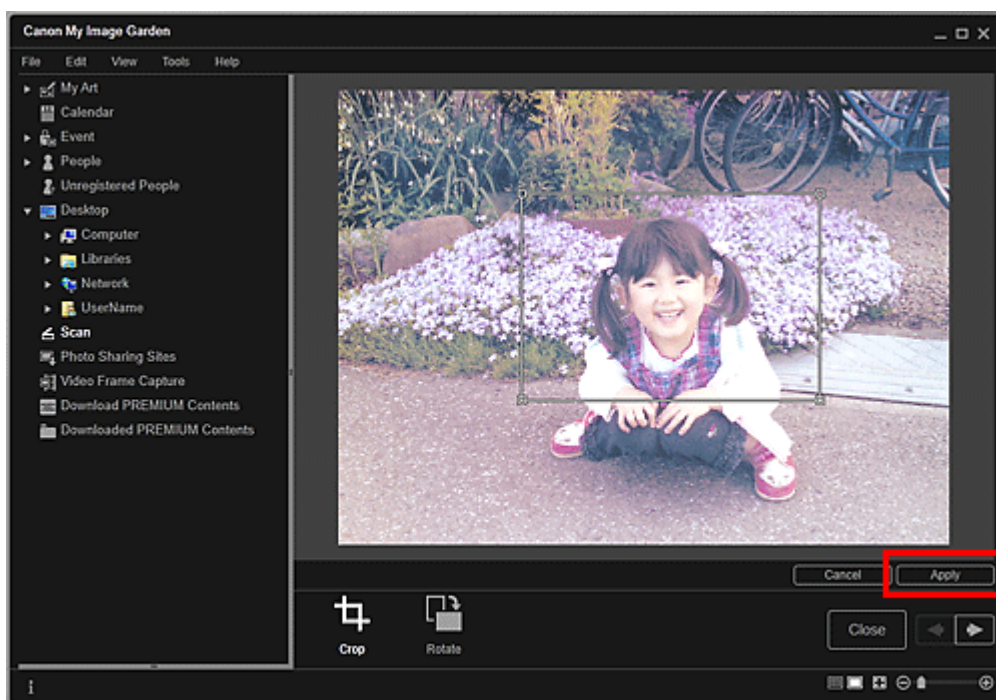 Canon My Image Garden
File Edit View Tools Help
My Art
Calendar
Event
People
Unregistered People
Desktop
Computer
Libraries
Network
UserName
Scan
Photo Sharing Sites
Video Frame Capture
Download PREMIUM Contents
Downloaded PREMIUM Contents
Cancel Apply
Crop Rotate
Close